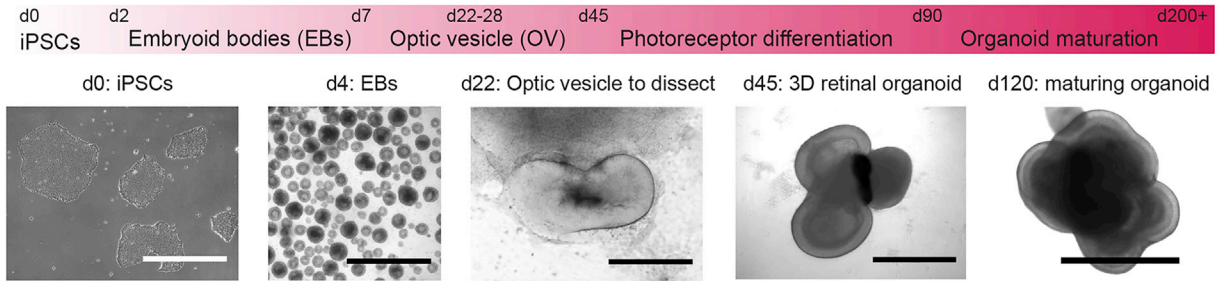 d0 d2 d7 d22-28 d45 d90 d200+
iPSCs Embryoid bodies (EBs) Optic vesicle (OV) Photoreceptor differentiation Organoid maturation
d0: iPSCs d4: EBs d22: Optic vesicle to dissect d45: 3D retinal organoid d120: maturing organoid